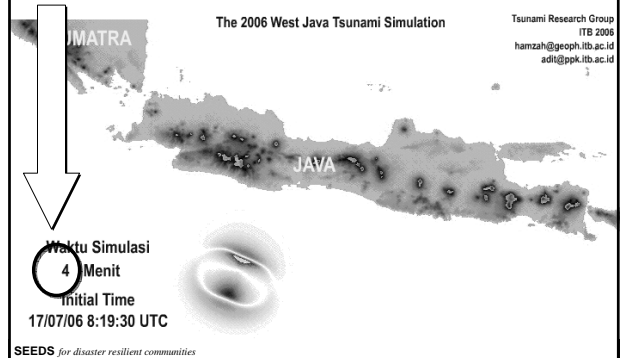 The 2006 West Java Tsunami Simulation
Tsunami Research Group
ITB 2006
hamzah@geoph.itb.ac.id
adit@ppk.itb.ac.id
UMATRA
JAVA
Waktu Simulasi
4 Menit
Initial Time
17/07/06 8:19:30 UTC
SEEDS for disaster resilient communities